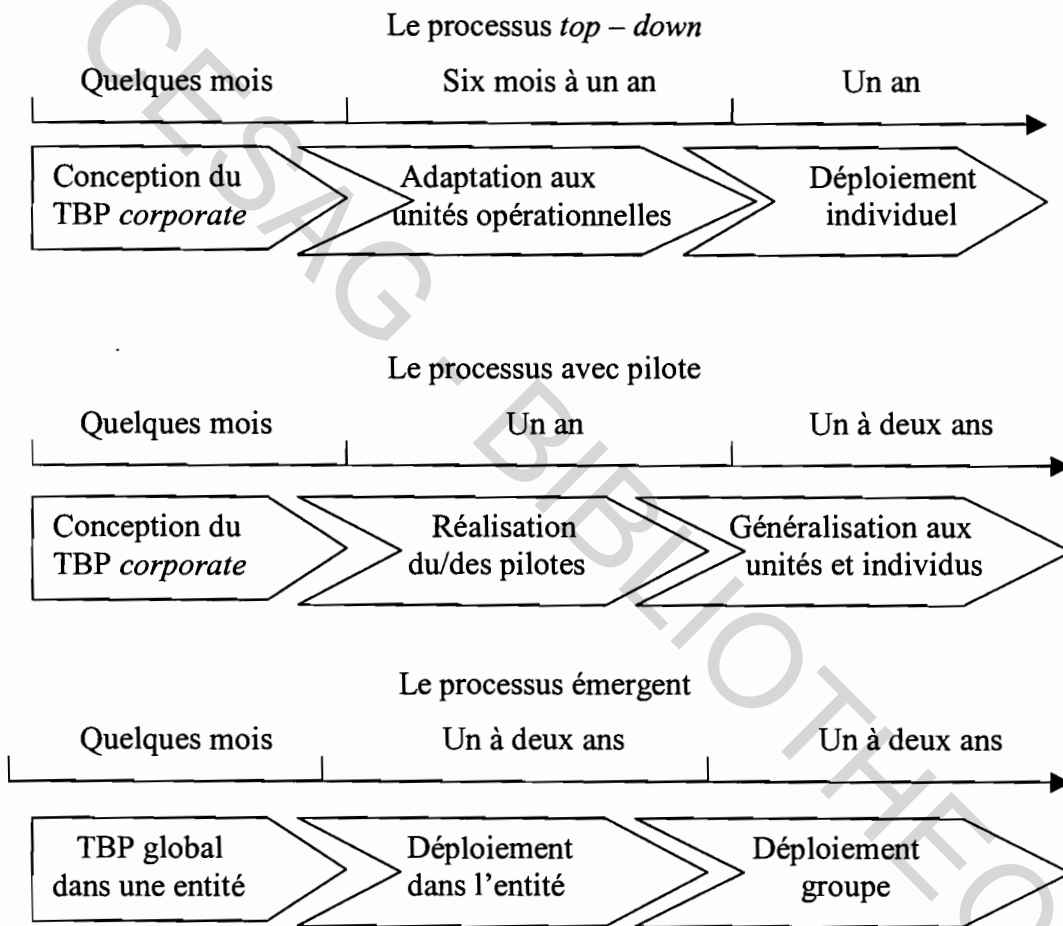 Le processus top – down
Quelques mois Six mois à un an Un an
Conception du Adaptation aux Déploiement
TBP corporate unités opérationnelles individuel
Le processus avec pilote
Quelques mois Un an Un à deux ans
Conception du Réalisation Généralisation aux
TBP corporate du/des pilotes unités et individus
Le processus émergent
Quelques mois Un à deux ans Un à deux ans
TBP global Déploiement Déploiement
dans une entité dans l'entité groupe
CESAG - BIBLIOTHEQ